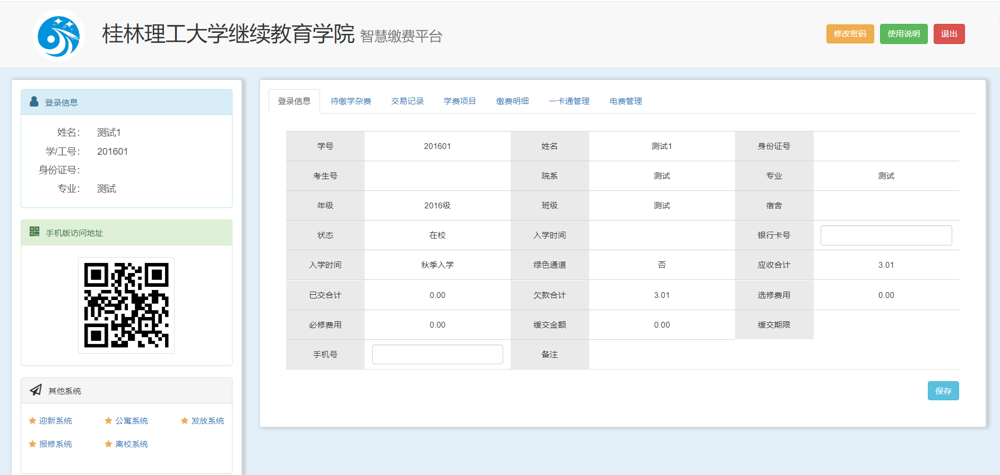 桂林理工大学继续教育学院 智慧缴费平台
修改密码 使用说明 退出
登录信息
姓名： 测试1
学/工号： 201601
身份证号：
专业： 测试
手机版访问地址
其他系统
迎新系统 公寓系统 发放系统
报修系统 离校系统
登录信息 待缴学杂费 交易记录 学费项目 缴费明细 一卡通管理 电费管理
学号 201601 姓名 测试1 身份证号
考生号 院系 测试 专业 测试
年级 2016级 班级 测试 宿舍
状态 在校 入学时间 银行卡号
入学时间 秋季入学 绿色通道 否 应收合计 3.01
已交合计 0.00 欠款合计 3.01 选修费用 0.00
必修费用 0.00 缓交金额 0.00 缓交期限
手机号 备注
保存